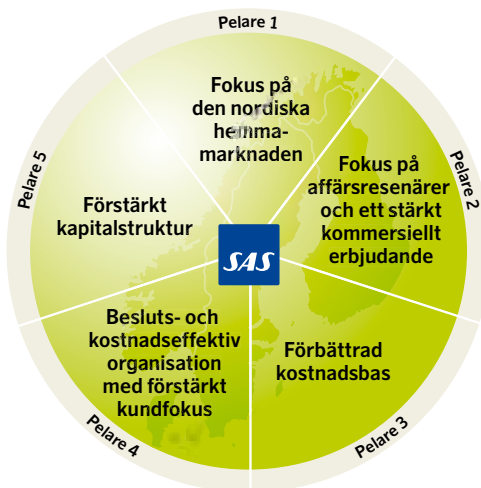 Pelare 1
Fokus på
den nordiska
hemma-
marknaden
Pelare 2
Fokus på
affärsresenärer
och ett stärkt
kommersiellt
erbjudande
Pelare 3
Förbättrad
kostnadsbas
Pelare 4
Besluts- och
kostnadseffektiv
organisation
med förstärkt
kundfokus
Pelare 5
Förstärkt
kapitalstruktur
SAS